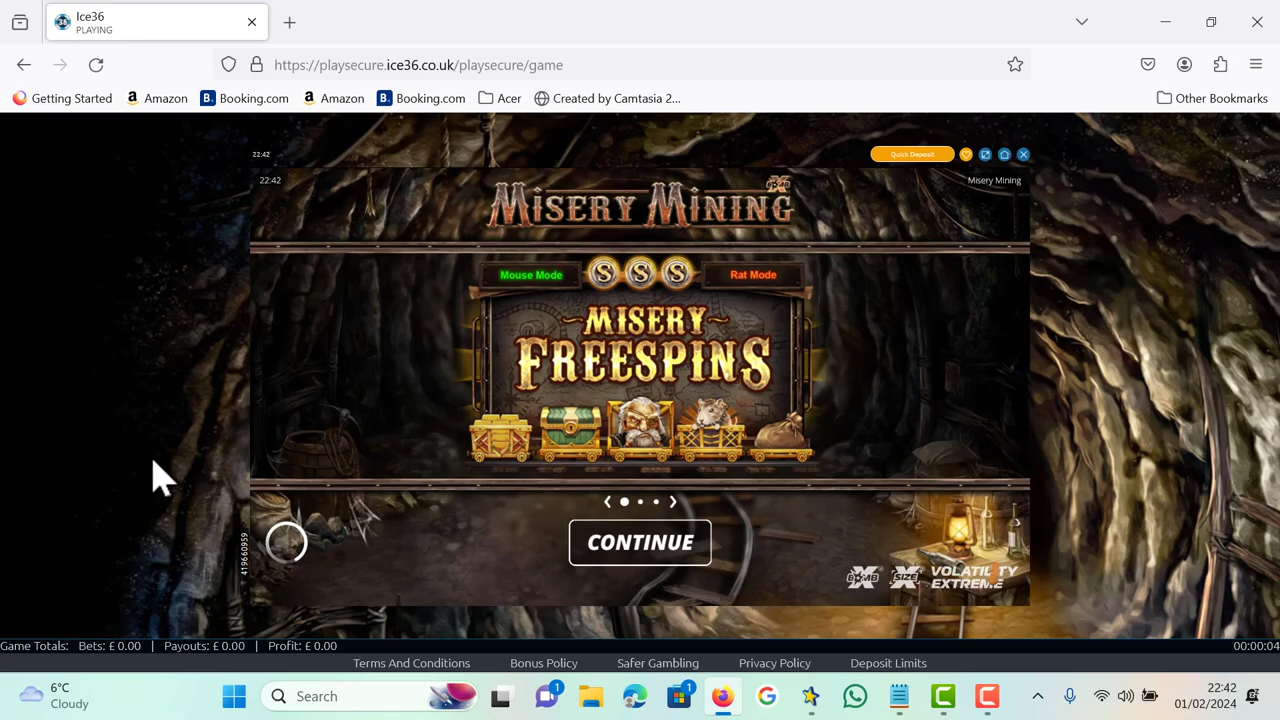 Ice36
PLAYING
https://playsecure.ice36.co.uk/playsecure/game
Getting Started
Amazon
Booking.com
Amazon
Booking.com
Acer
Created by Camtasia 2...
Other Bookmarks
22:42
Quick Deposit
22:42
Misery Mining
MISERY MINING
Mouse Mode
S S S
Rat Mode
MISERY
FREESPINS
CONTINUE
419660959
BOMB
SIZE
VOLATILITY
EXTREME
Game Totals: Bets: £ 0.00 | Payouts: £ 0.00 | Profit: £ 0.00
00:00:04
Terms And Conditions
Bonus Policy
Safer Gambling
Privacy Policy
Deposit Limits
6°C
Cloudy
Search
1
1
22:42
01/02/2024